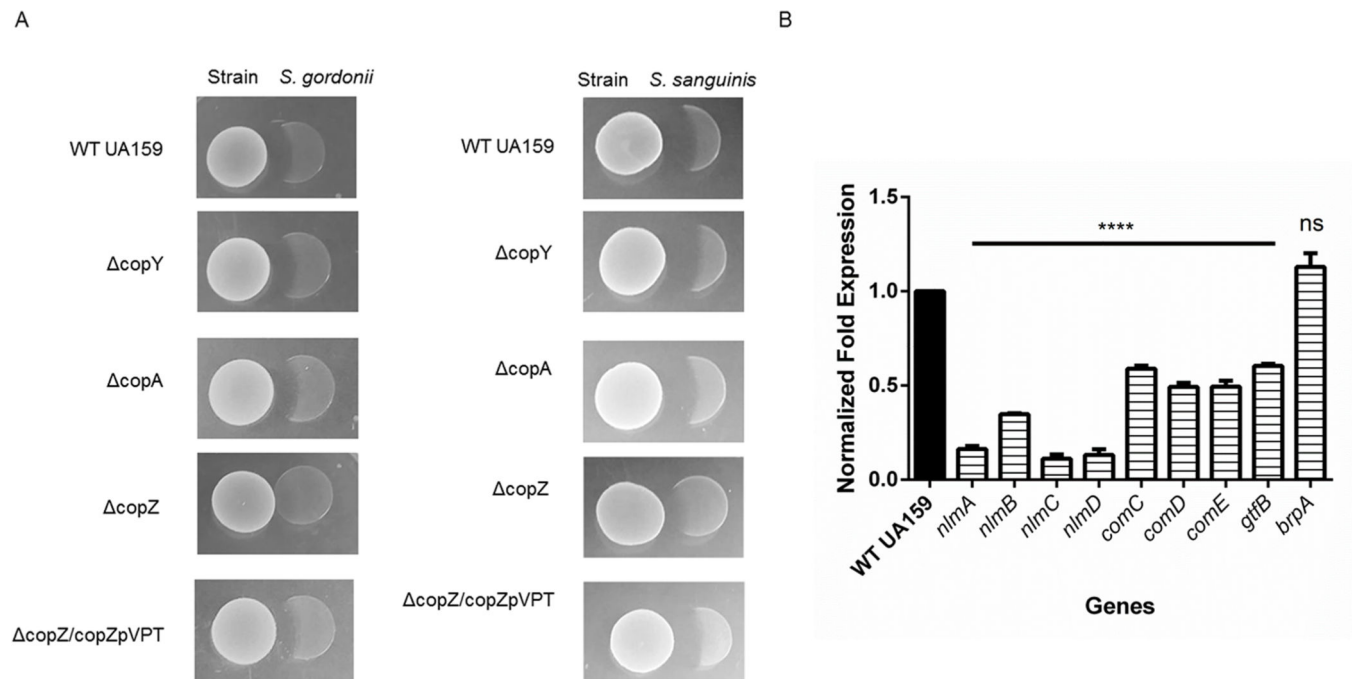 A
B
Strain S. gordonii
WT UA159
ΔcopY
ΔcopA
ΔcopZ
ΔcopZ/copZpVPT
Strain S. sanguinis
WT UA159
ΔcopY
ΔcopA
ΔcopZ
ΔcopZ/copZpVPT
Normalized Fold Expression
1.5
1.0
0.5
0.0
****
ns
WT UA159
nlmA
nlmB
nlmC
nlmD
comC
comD
comE
gtfB
brpA
Genes